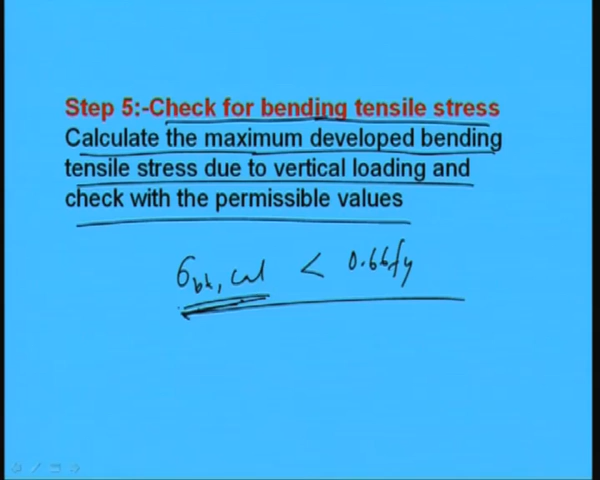 Step 5:-Check for bending tensile stress
Calculate the maximum developed bending
tensile stress due to vertical loading and
check with the permissible values
σbt, cal < 0.66fy